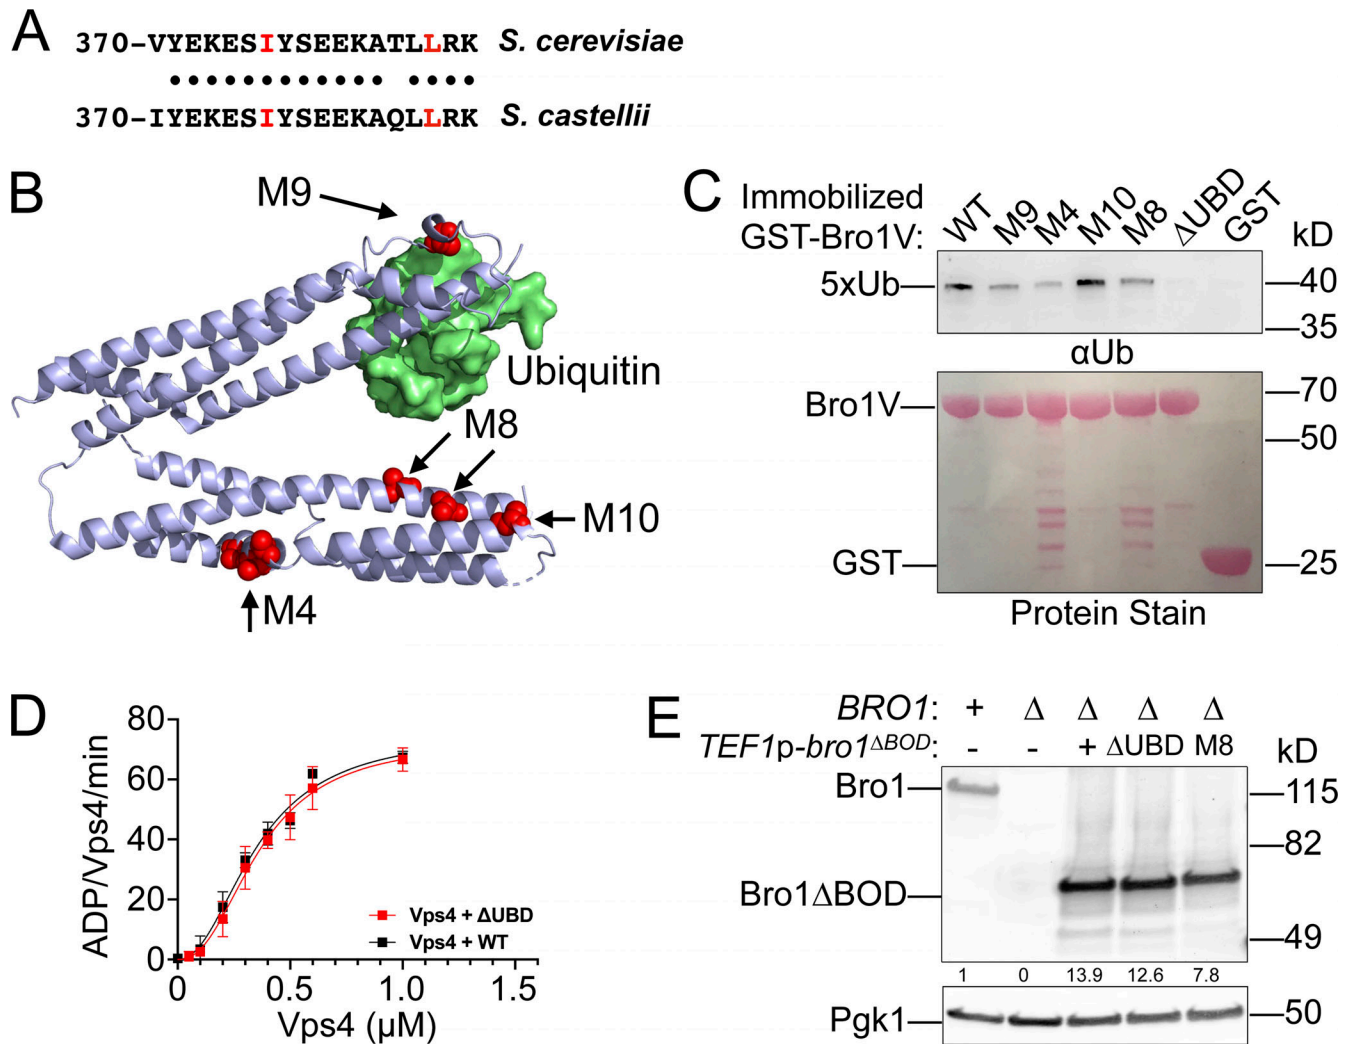 A
370–VYEKESIYSEEKATLLRK S. cerevisiae
370–IYEKESIYSEEKAQLLRK S. castellii
B
M9
Ubiquitin
M8
M10
M4
C
Immobilized
GST-Bro1V:
WT M9 M4 M10 M8 ΔUBD GST
kD
5xUb
40
35
αUb
Bro1V
70
50
GST
25
Protein Stain
D
ADP/Vps4/min
80
60
40
20
0
0 0.5 1.0 1.5
Vps4 (μM)
Vps4 + ΔUBD
Vps4 + WT
E
BRO1: + Δ Δ Δ Δ
TEF1p-bro1ΔBOD: - - + ΔUBD M8 kD
Bro1
115
82
Bro1ΔBOD
49
1 0 13.9 12.6 7.8
Pgk1
50